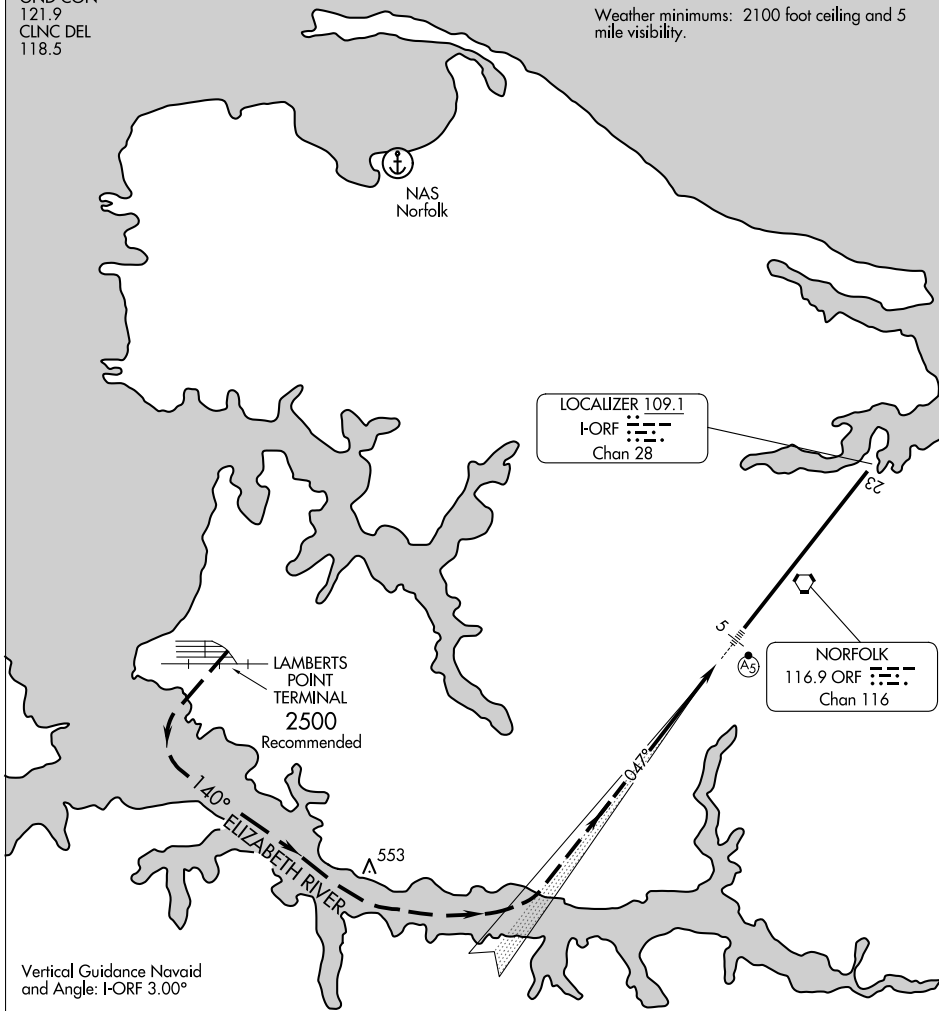 121.9
CLNC DEL
118.5
Weather minimums: 2100 foot ceiling and 5
mile visibility.
NAS
Norfolk
LOCALIZER 109.1
I-ORF
Chan 28
23
5
A5
NORFOLK
116.9 ORF
Chan 116
LAMBERTS
POINT
TERMINAL
2500
Recommended
047°
140°
ELIZABETH RIVER
553
Vertical Guidance Navaid
and Angle: I-ORF 3.00°